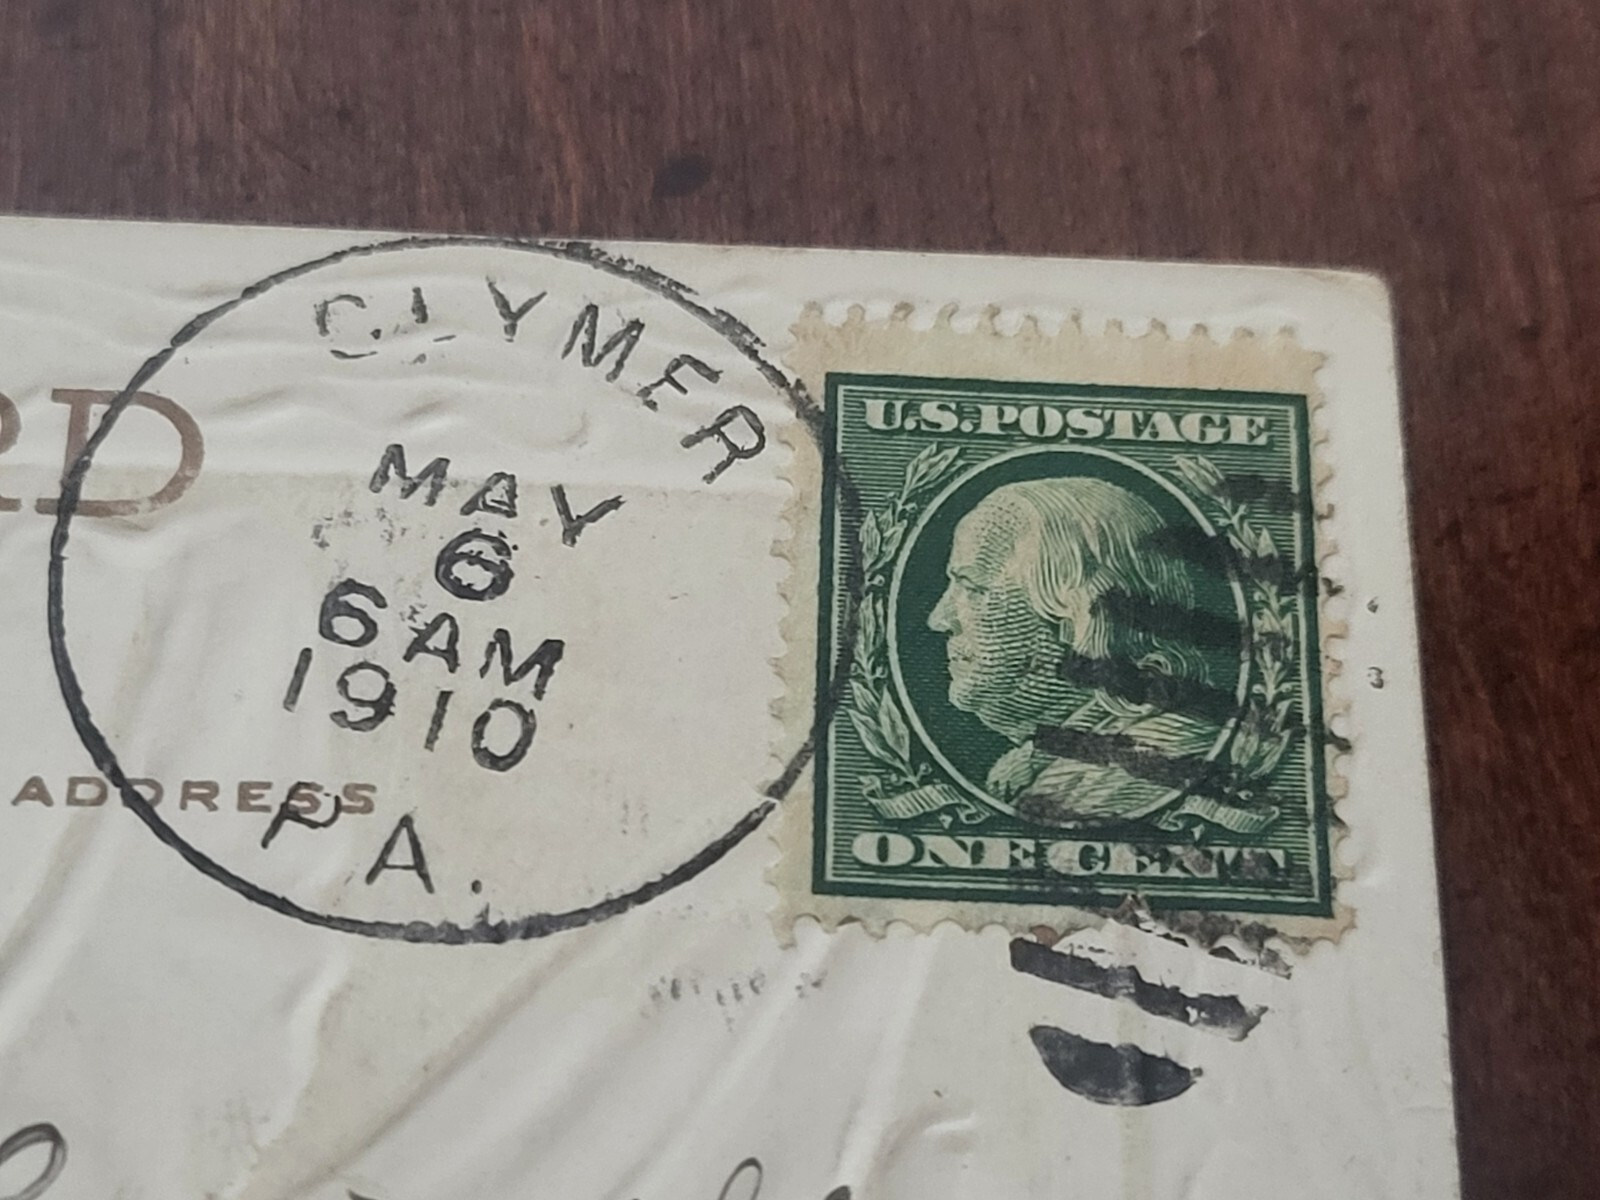 CLYMER
MAY
6
6 AM
1910
PA.
U.S. POSTAGE
ONE CENT
RD
ADDRESS